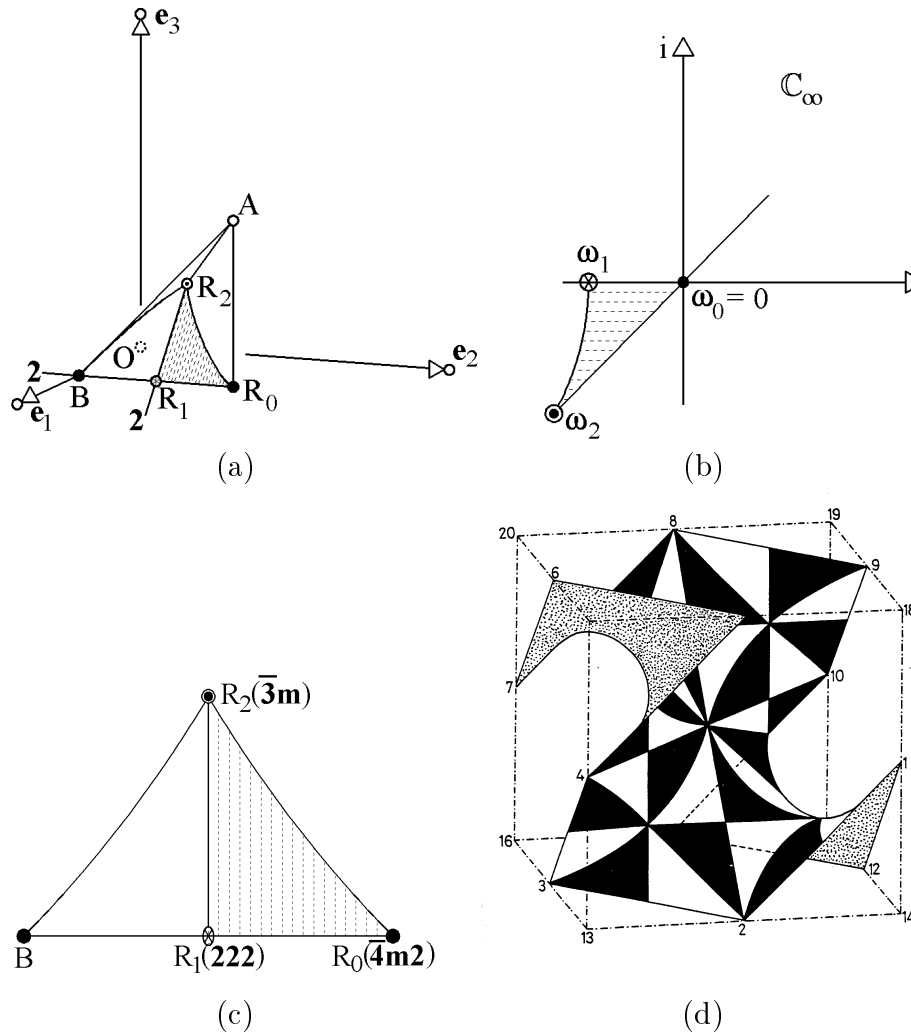 e₃
A
R₂
O
2
B
R₁
R₀
e₂
e₁
2
(a)
i
ℂ∞
ω₁
ω₀ = 0
ω₂
(b)
R₂(3̅m)
B
R₁(222)
R₀(4̅m2)
(c)
20
8
19
6
9
18
7
10
4
1
16
3
12
13
2
14
(d)